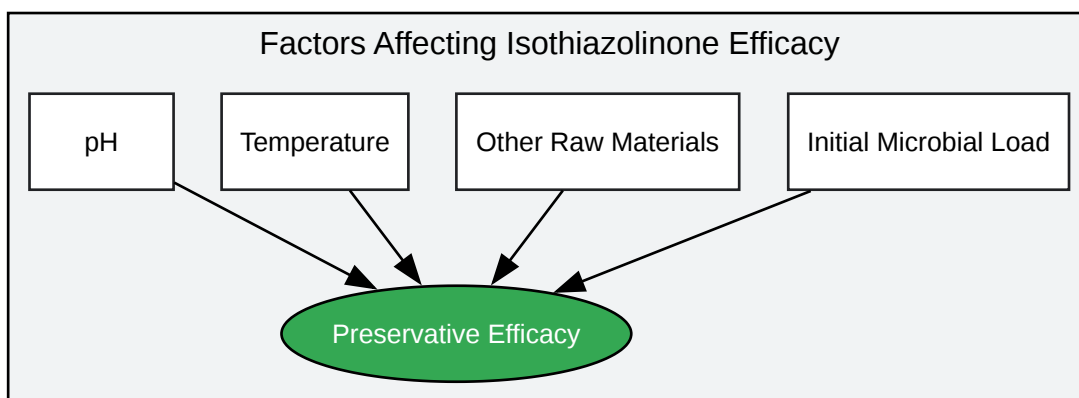 Factors Affecting Isothiazolinone Efficacy
pH
Temperature
Other Raw Materials
Initial Microbial Load
Preservative Efficacy